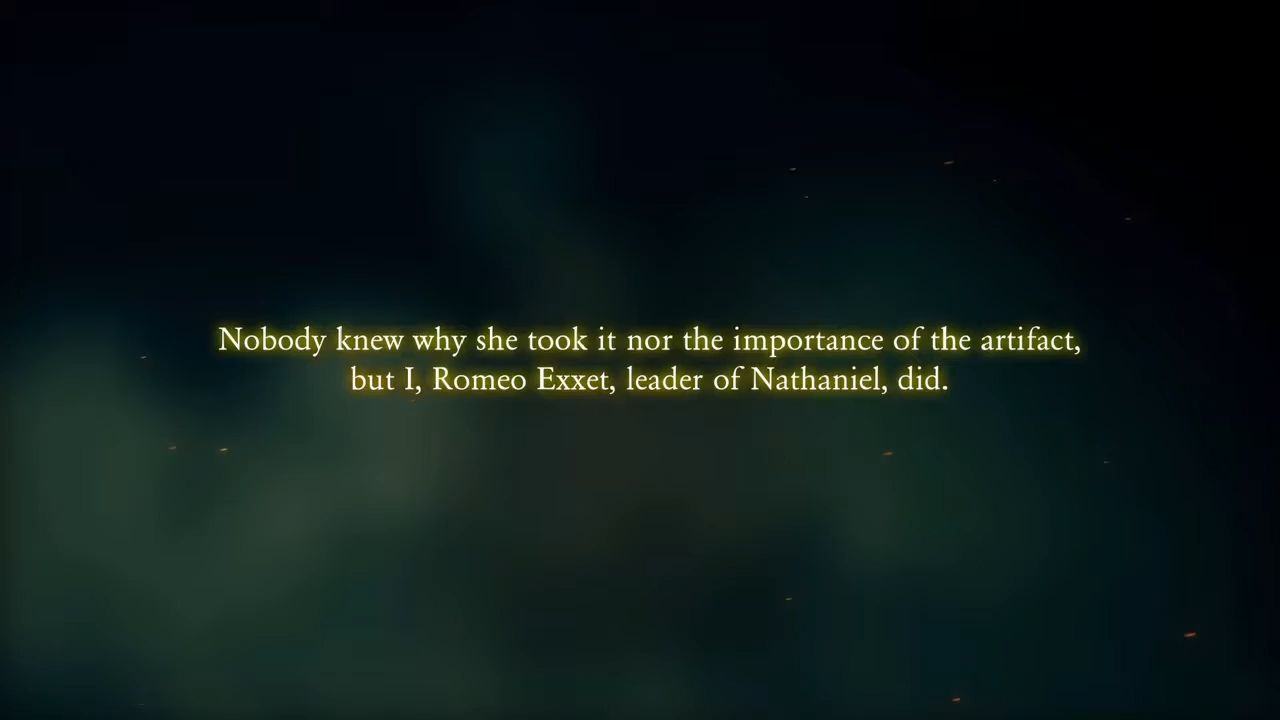 Nobody knew why she took it nor the importance of the artifact,
but I, Romeo Exxet, leader of Nathaniel, did.